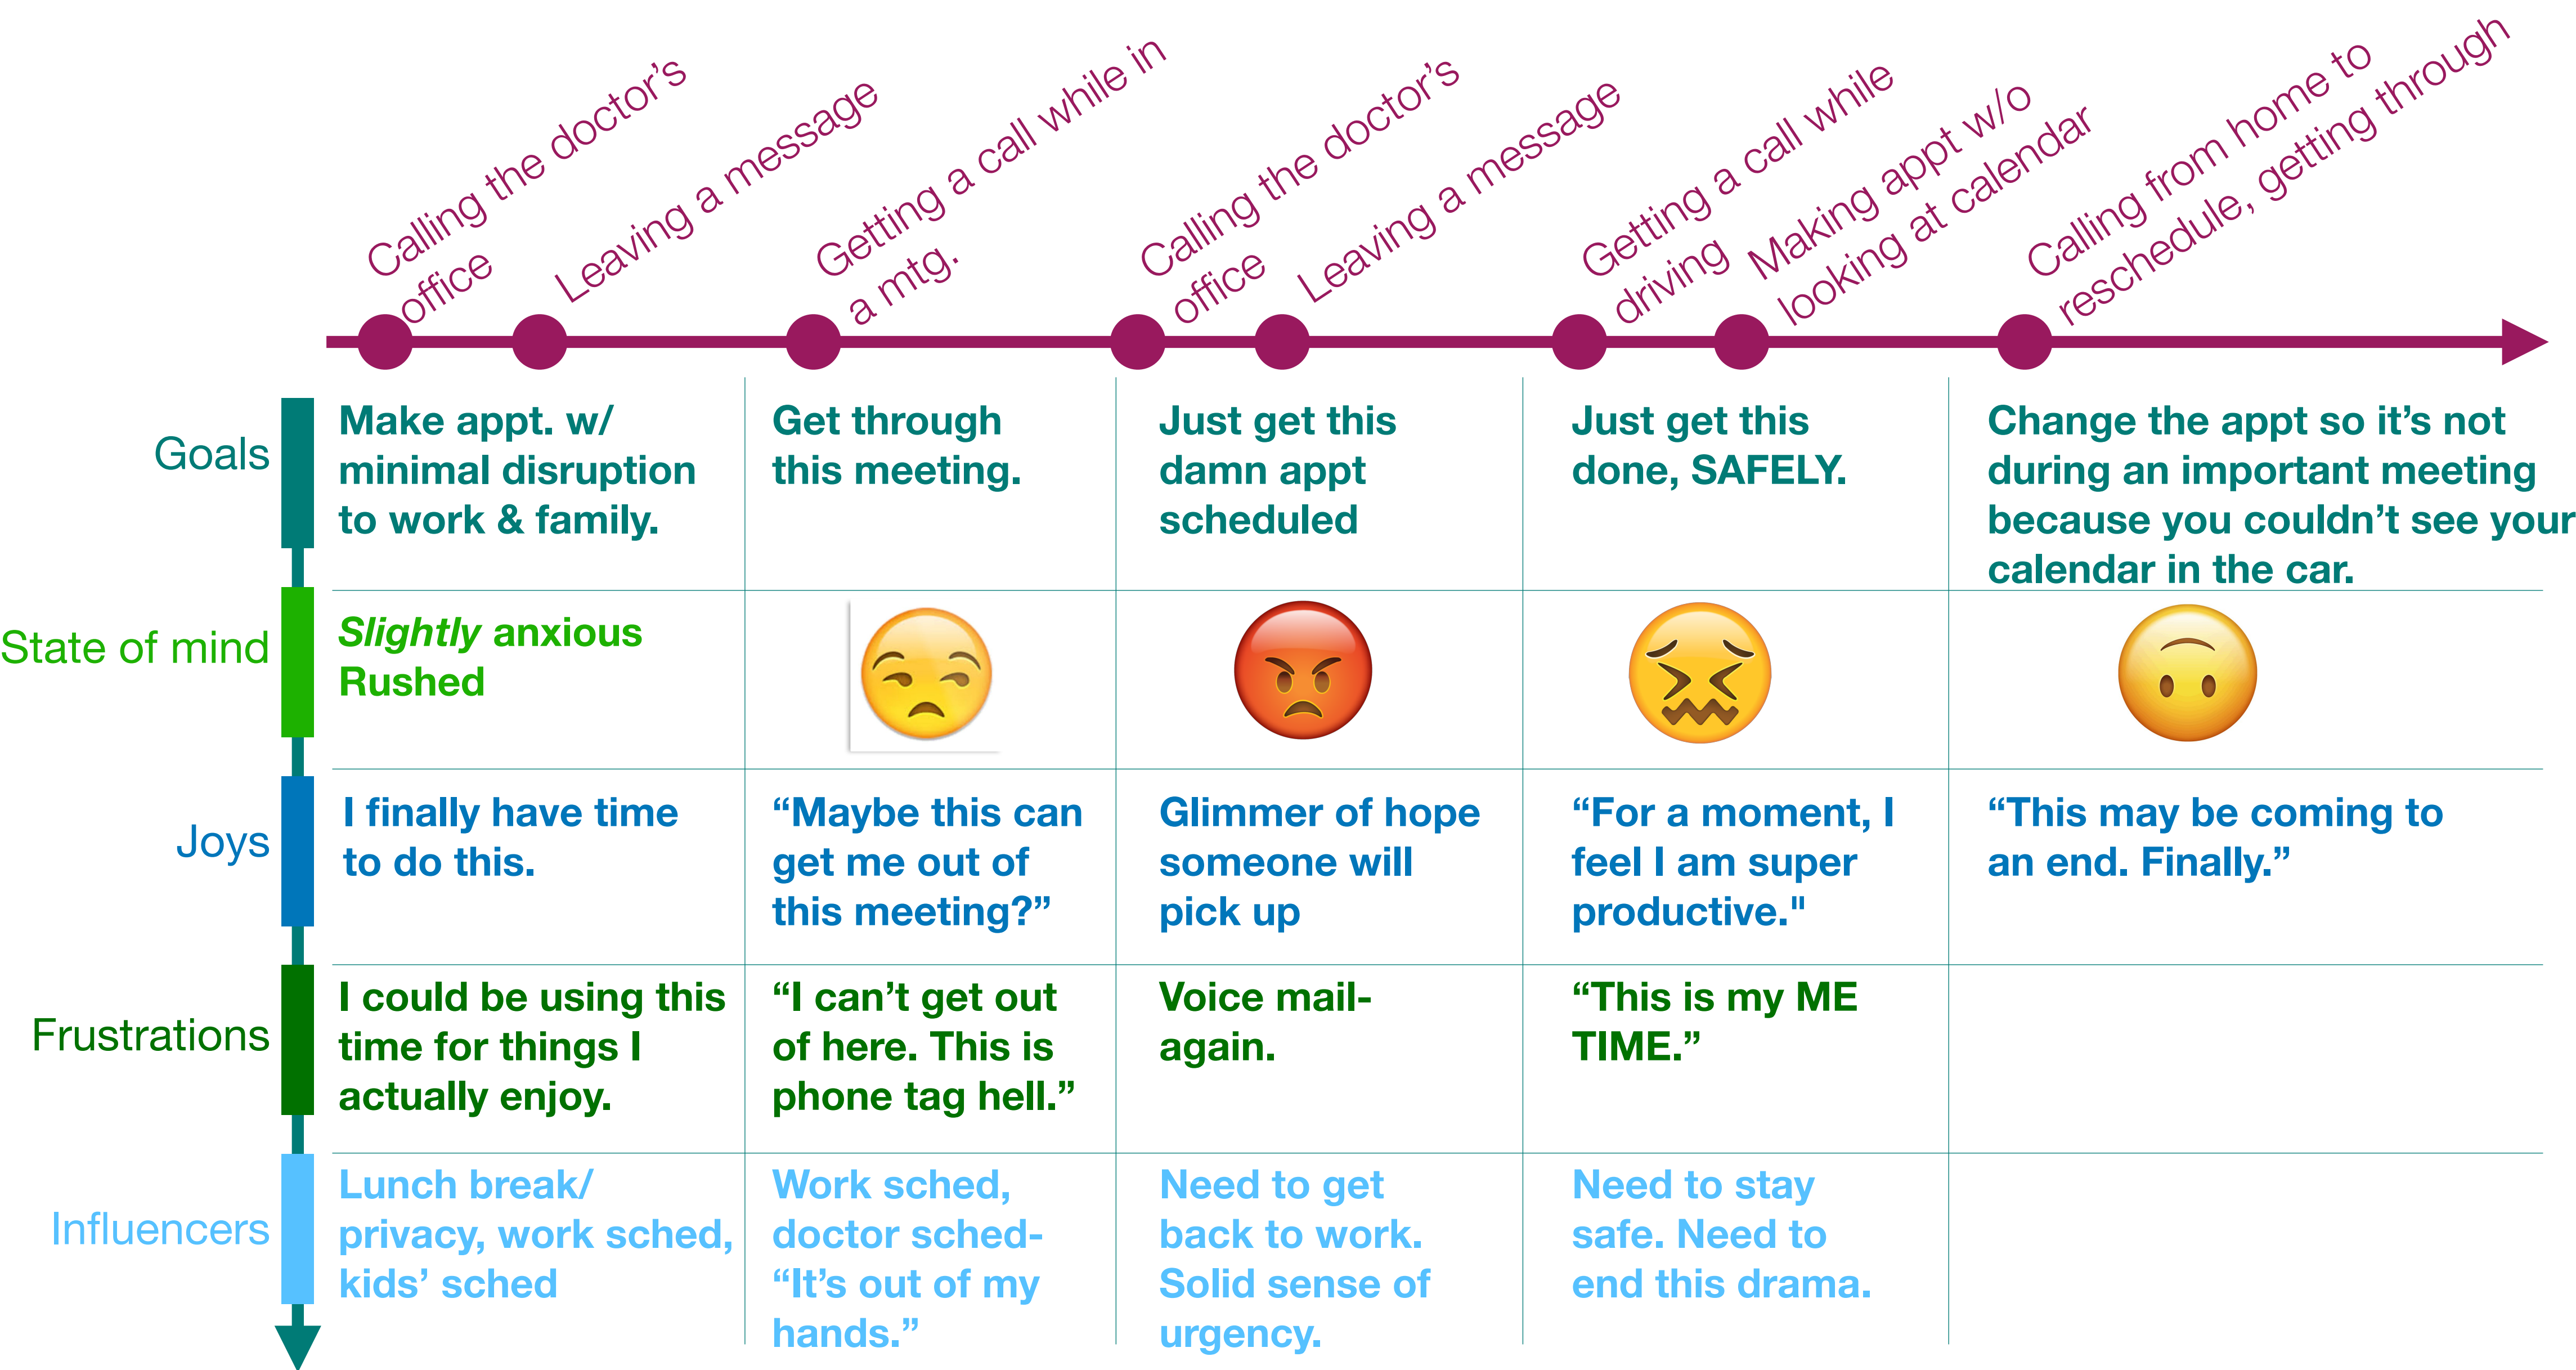 Calling the doctor’s
office
Leaving a message
Getting a call while in
a mtg.
Calling the doctor’s
office
Leaving a message
Getting a call while
driving
Making appt w/o
looking at calendar
Calling from home to
reschedule, getting through
Goals
Make appt. w/
minimal disruption
to work & family.
Get through
this meeting.
Just get this
damn appt
scheduled
Just get this
done, SAFELY.
Change the appt so it’s not
during an important meeting
because you couldn’t see your
calendar in the car.
State of mind
Slightly anxious
Rushed
Joys
I finally have time
to do this.
“Maybe this can
get me out of
this meeting?”
Glimmer of hope
someone will
pick up
“For a moment, I
feel I am super
productive."
“This may be coming to
an end. Finally.”
Frustrations
I could be using this
time for things I
actually enjoy.
“I can’t get out
of here. This is
phone tag hell.”
Voice mail-
again.
“This is my ME
TIME.”
Influencers
Lunch break/
privacy, work sched,
kids’ sched
Work sched,
doctor sched-
“It’s out of my
hands.”
Need to get
back to work.
Solid sense of
urgency.
Need to stay
safe. Need to
end this drama.